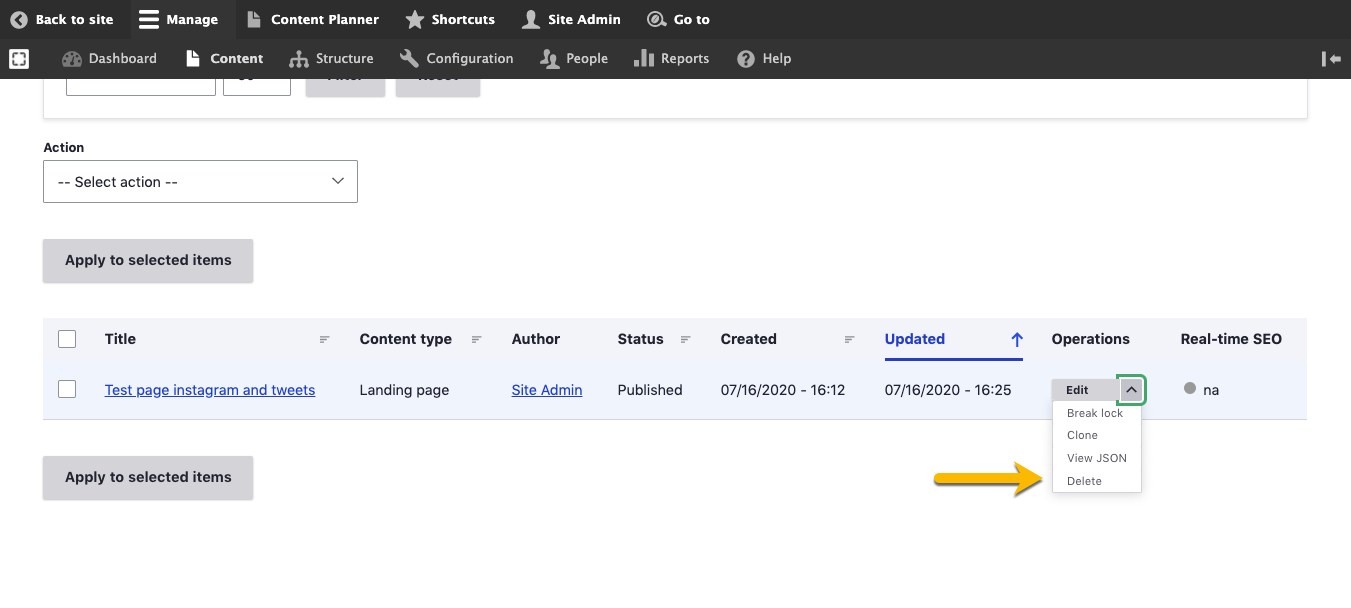 Back to site Manage Content Planner Shortcuts Site Admin Go to
Dashboard Content Structure Configuration People Reports Help
Action
-- Select action --
Apply to selected items
Title Content type Author Status Created Updated Operations Real-time SEO
Test page instagram and tweets Landing page Site Admin Published 07/16/2020 - 16:12 07/16/2020 - 16:25 Edit na
Break lock
Clone
View JSON
Delete
Apply to selected items